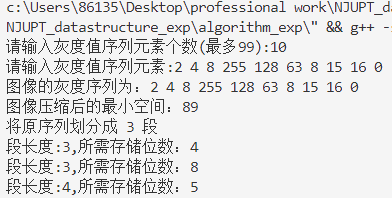 c:\Users\86135\Desktop\professional work\NJUPT_da
NJUPT_datastructure_exp\algorithm_exp\" && g++ -
请输入灰度值序列元素个数(最多99):10
请输入灰度值序列元素:2 4 8 255 128 63 8 15 16 0
图像的灰度序列为：2 4 8 255 128 63 8 15 16 0
图像压缩后的最小空间：89
将原序列划分成 3 段
段长度:3,所需存储位数：4
段长度:3,所需存储位数：8
段长度:4,所需存储位数：5